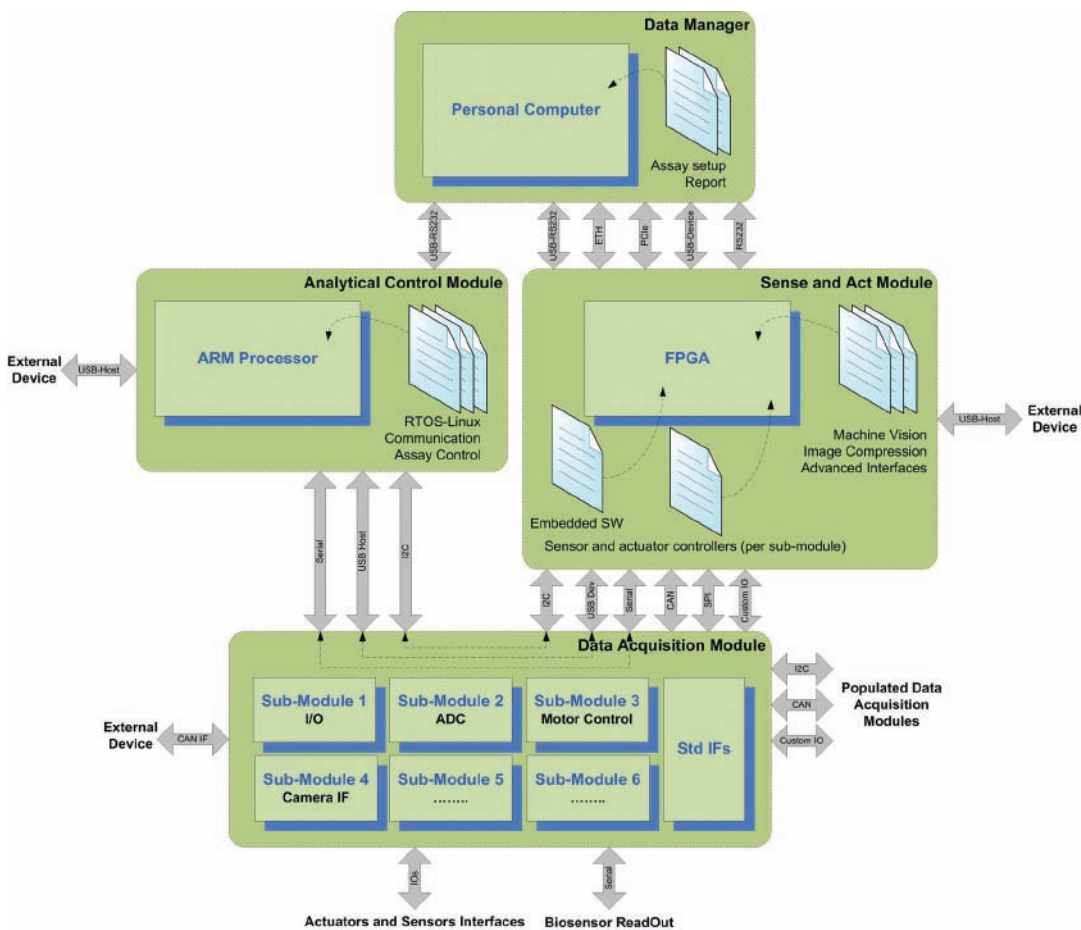 Data Manager
Personal Computer
Assay setup
Report
USB-RS232
USB-RS232
ETH
PCIe
USB-Device
RS232
Analytical Control Module
ARM Processor
RTOS-Linux
Communication
Assay Control
External
Device
USB-Host
Sense and Act Module
FPGA
Machine Vision
Image Compression
Advanced Interfaces
Embedded SW
Sensor and actuator controllers (per sub-module)
USB-Host
External
Device
Serial
USB Host
I2C
I2C
USB Dev
Serial
CAN
SPI
Custom IO
Data Acquisition Module
Sub-Module 1
I/O
Sub-Module 2
ADC
Sub-Module 3
Motor Control
Std IFs
Sub-Module 4
Camera IF
Sub-Module 5
........
Sub-Module 6
........
External
Device
CAN IF
I2C
CAN
Custom IO
Populated Data
Acquisition
Modules
IOs
Serial
Actuators and Sensors Interfaces
Biosensor ReadOut